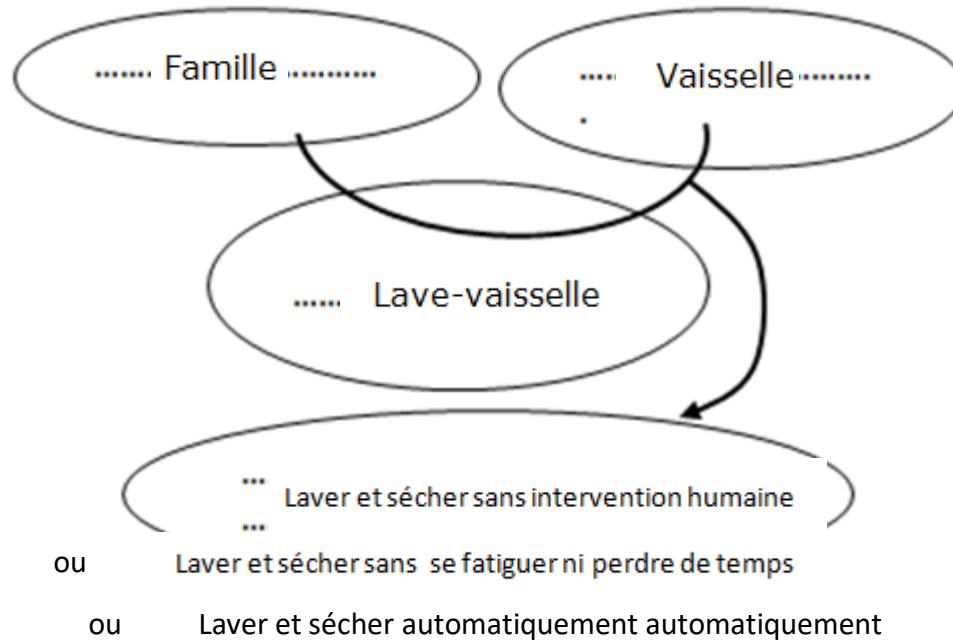 ....... Famille ............
..... Vaisselle .........
.
...... Lave-vaisselle
...
Laver et sécher sans intervention humaine
....
ou Laver et sécher sans se fatiguer ni perdre de temps
ou Laver et sécher automatiquement automatiquement